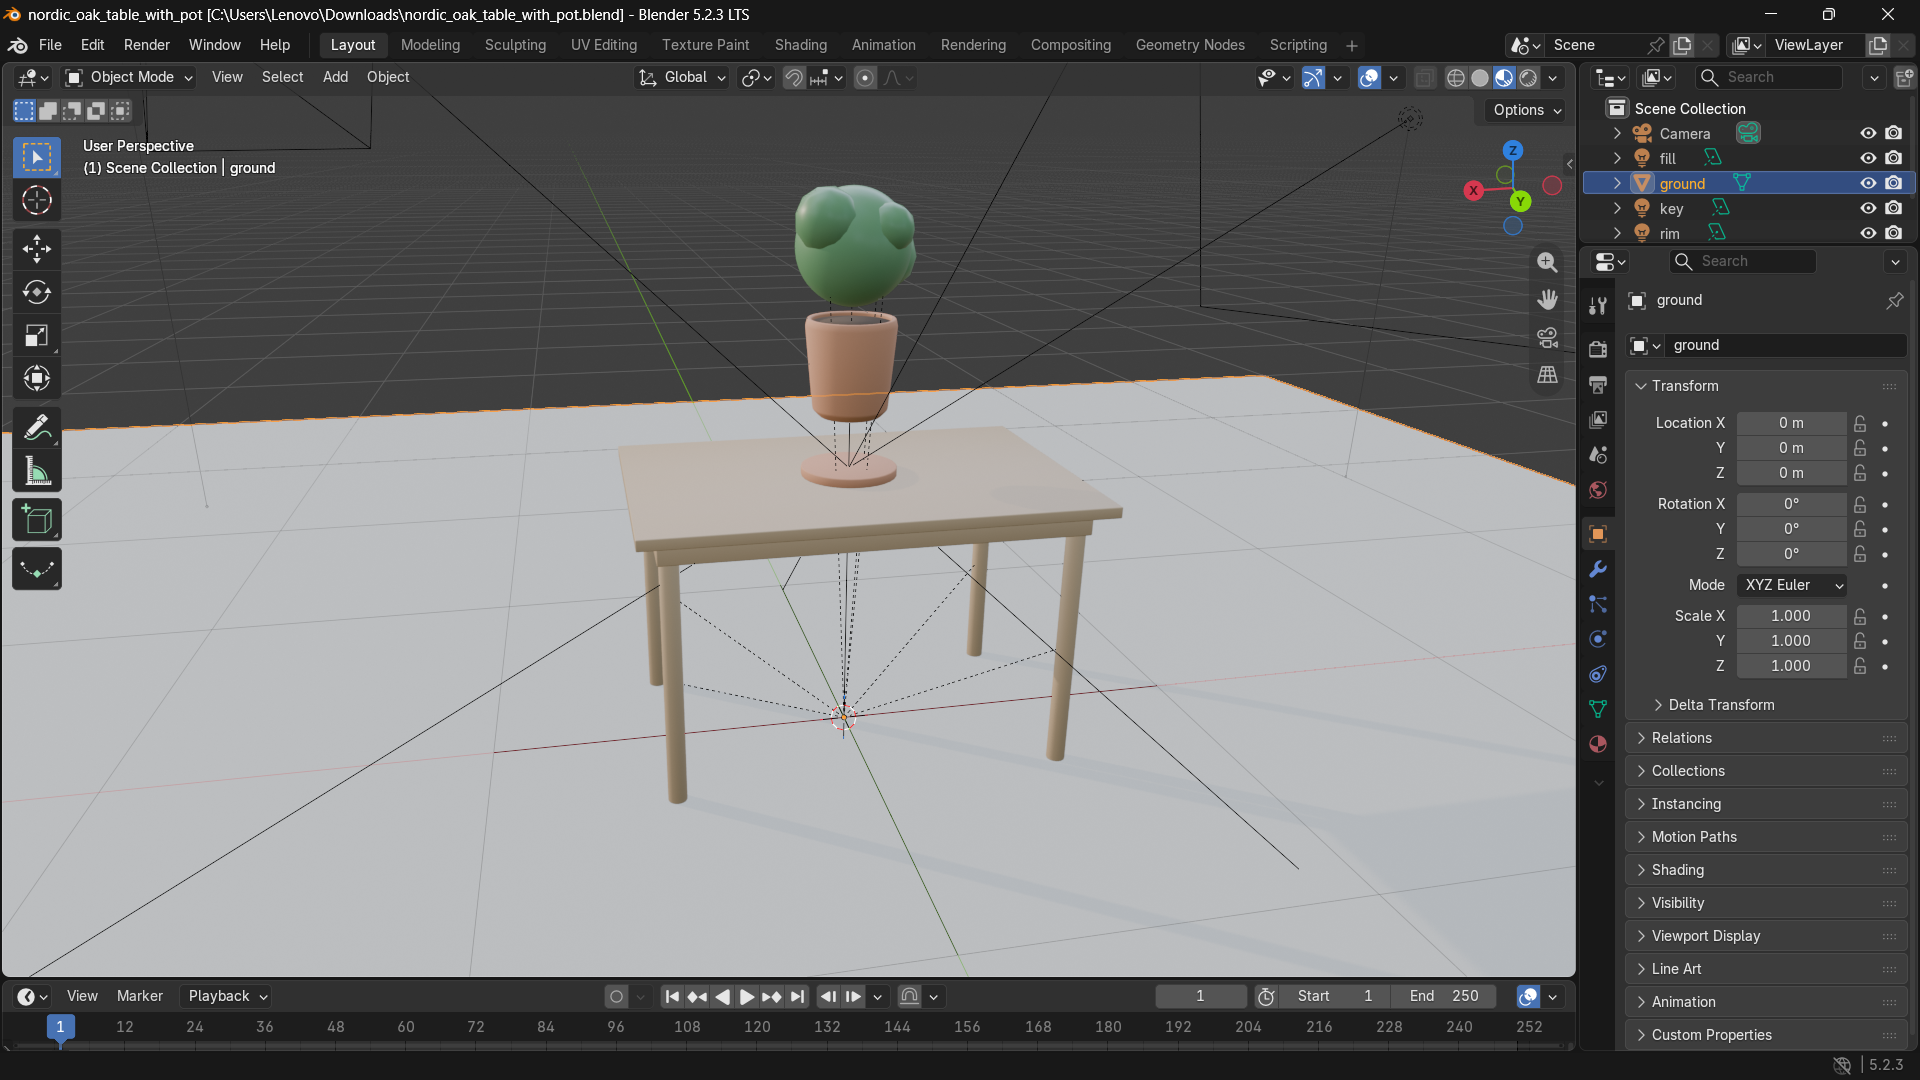 nordic_oak_table_with_pot [C:\Users\Lenovo\Downloads\nordic_oak_table_with_pot.blend] - Blender 5.2.3 LTS
File Edit Render Window Help Layout Modeling Sculpting UV Editing Texture Paint Shading Animation Rendering Compositing Geometry Nodes Scripting + Scene ViewLayer
Object Mode View Select Add Object Global Search
Options
User Perspective
(1) Scene Collection | ground
Z
X
Y
Scene Collection
Camera
fill
ground
key
rim
Search
ground
ground
Transform
Location X 0 m
Y 0 m
Z 0 m
Rotation X 0°
Y 0°
Z 0°
Mode XYZ Euler
Scale X 1.000
Y 1.000
Z 1.000
Delta Transform
Relations
Collections
Instancing
Motion Paths
Shading
Visibility
Viewport Display
Line Art
Animation
Custom Properties
View Marker Playback 1 Start 1 End 250
1 12 24 36 48 60 72 84 96 108 120 132 144 156 168 180 192 204 216 228 240 252
5.2.3